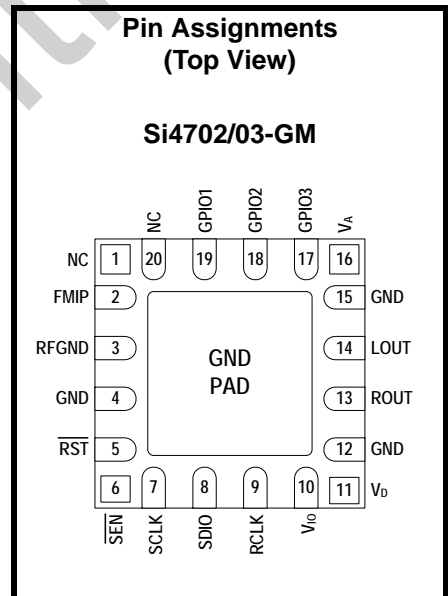 Pin Assignments
(Top View)
Si4702/03-GM
NC GPIO1 GPIO2 GPIO3 VA
NC 1 20 19 18 17 16
FMIP 2 15 GND
RFGND 3 14 LOUT
GND PAD
GND 4 13 ROUT
RST 5 12 GND
6 7 8 9 10 11 VD
SEN SCLK SDIO RCLK VIO